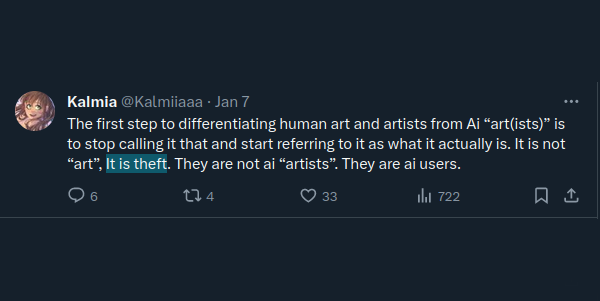 Kalmia @Kalmiiaaa · Jan 7
The first step to differentiating human art and artists from Ai “art(ists)” is
to stop calling it that and start referring to it as what it actually is. It is not
“art”, It is theft. They are not ai “artists”. They are ai users.
6 4 33 722